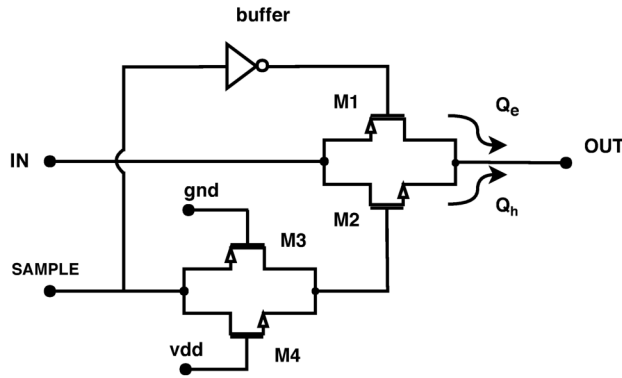 buffer
M1
Qe
IN
OUT
gnd
M2
Qh
M3
SAMPLE
vdd
M4